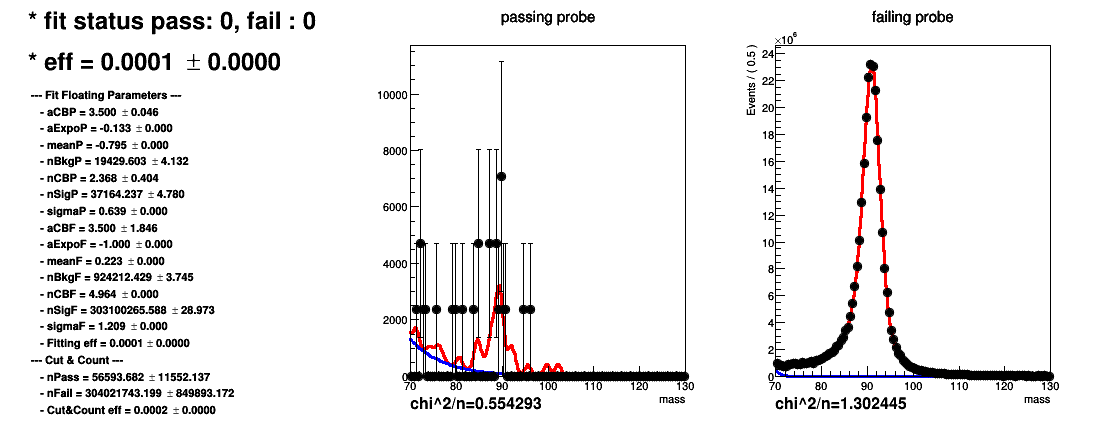 * fit status pass: 0, fail : 0
* eff = 0.0001 ± 0.0000
--- Fit Floating Parameters ---
- aCBP = 3.500 ± 0.046
- aExpoP = -0.133 ± 0.000
- meanP = -0.795 ± 0.000
- nBkgP = 19429.603 ± 4.132
- nCBP = 2.368 ± 0.404
- nSigP = 37164.237 ± 4.780
- sigmaP = 0.639 ± 0.000
- aCBF = 3.500 ± 1.846
- aExpoF = -1.000 ± 0.000
- meanF = 0.223 ± 0.000
- nBkgF = 924212.429 ± 3.745
- nCBF = 4.964 ± 0.000
- nSigF = 303100265.588 ± 28.973
- sigmaF = 1.209 ± 0.000
- Fitting eff = 0.0001 ± 0.0000
--- Cut & Count ---
- nPass = 56593.682 ± 11552.137
- nFail = 304021743.199 ± 849893.172
- Cut&Count eff = 0.0002 ± 0.0000
passing probe
10000
8000
6000
4000
2000
0
70 80 90 100 110 120 130
mass
chi^2/n=0.554293
failing probe
×10^6
Events / ( 0.5 )
24
22
20
18
16
14
12
10
8
6
4
2
0
70 80 90 100 110 120 130
mass
chi^2/n=1.302445